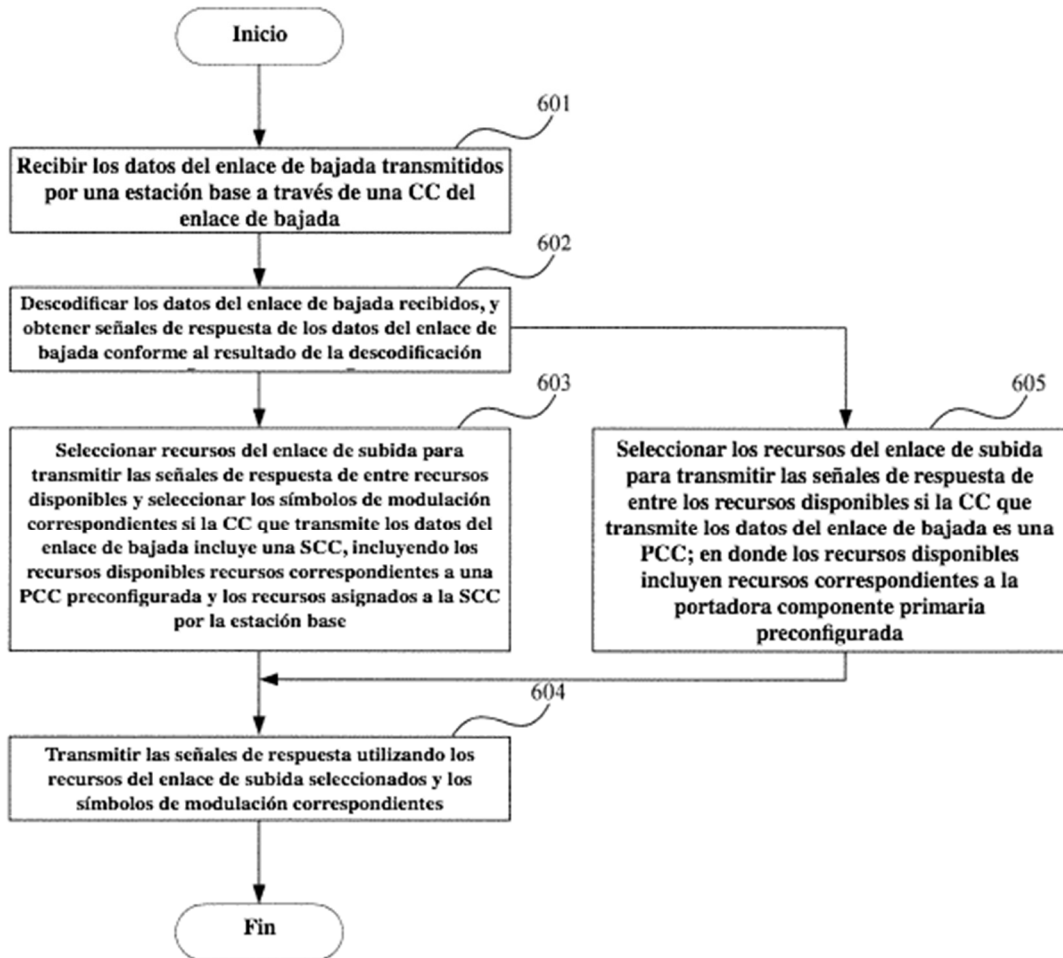 Inicio
601
Recibir los datos del enlace de bajada transmitidos
por una estación base a través de una CC del
enlace de bajada
602
Descodificar los datos del enlace de bajada recibidos, y
obtener señales de respuesta de los datos del enlace de
bajada conforme al resultado de la descodificación
603
Seleccionar recursos del enlace de subida para
transmitir las señales de respuesta de entre recursos
disponibles y seleccionar los símbolos de modulación
correspondientes si la CC que transmite los datos del
enlace de bajada incluye una SCC, incluyendo los
recursos disponibles recursos correspondientes a una
PCC preconfigurada y los recursos asignados a la SCC
por la estación base
605
Seleccionar los recursos del enlace de subida
para transmitir las señales de respuesta de
entre los recursos disponibles si la CC que
transmite los datos del enlace de bajada es una
PCC; en donde los recursos disponibles
incluyen recursos correspondientes a la
portadora componente primaria
preconfigurada
604
Transmitir las señales de respuesta utilizando los
recursos del enlace de subida seleccionados y los
símbolos de modulación correspondientes
Fin